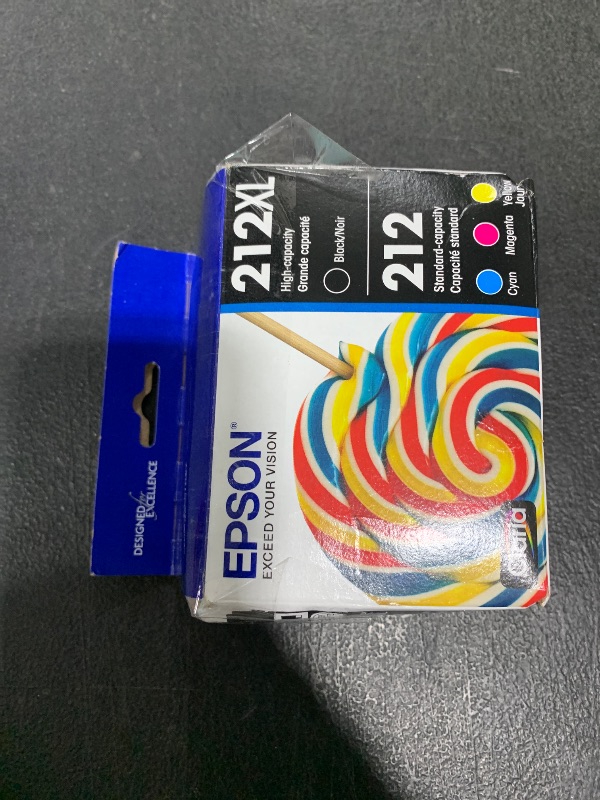 DESIGNED for
EXCELLENCE
EPSON®
EXCEED YOUR VISION
212XL
High-capacity
Grande capacité
Black/Noir
212
Standard-capacity
Capacité standard
Cyan
Magenta
Yellow